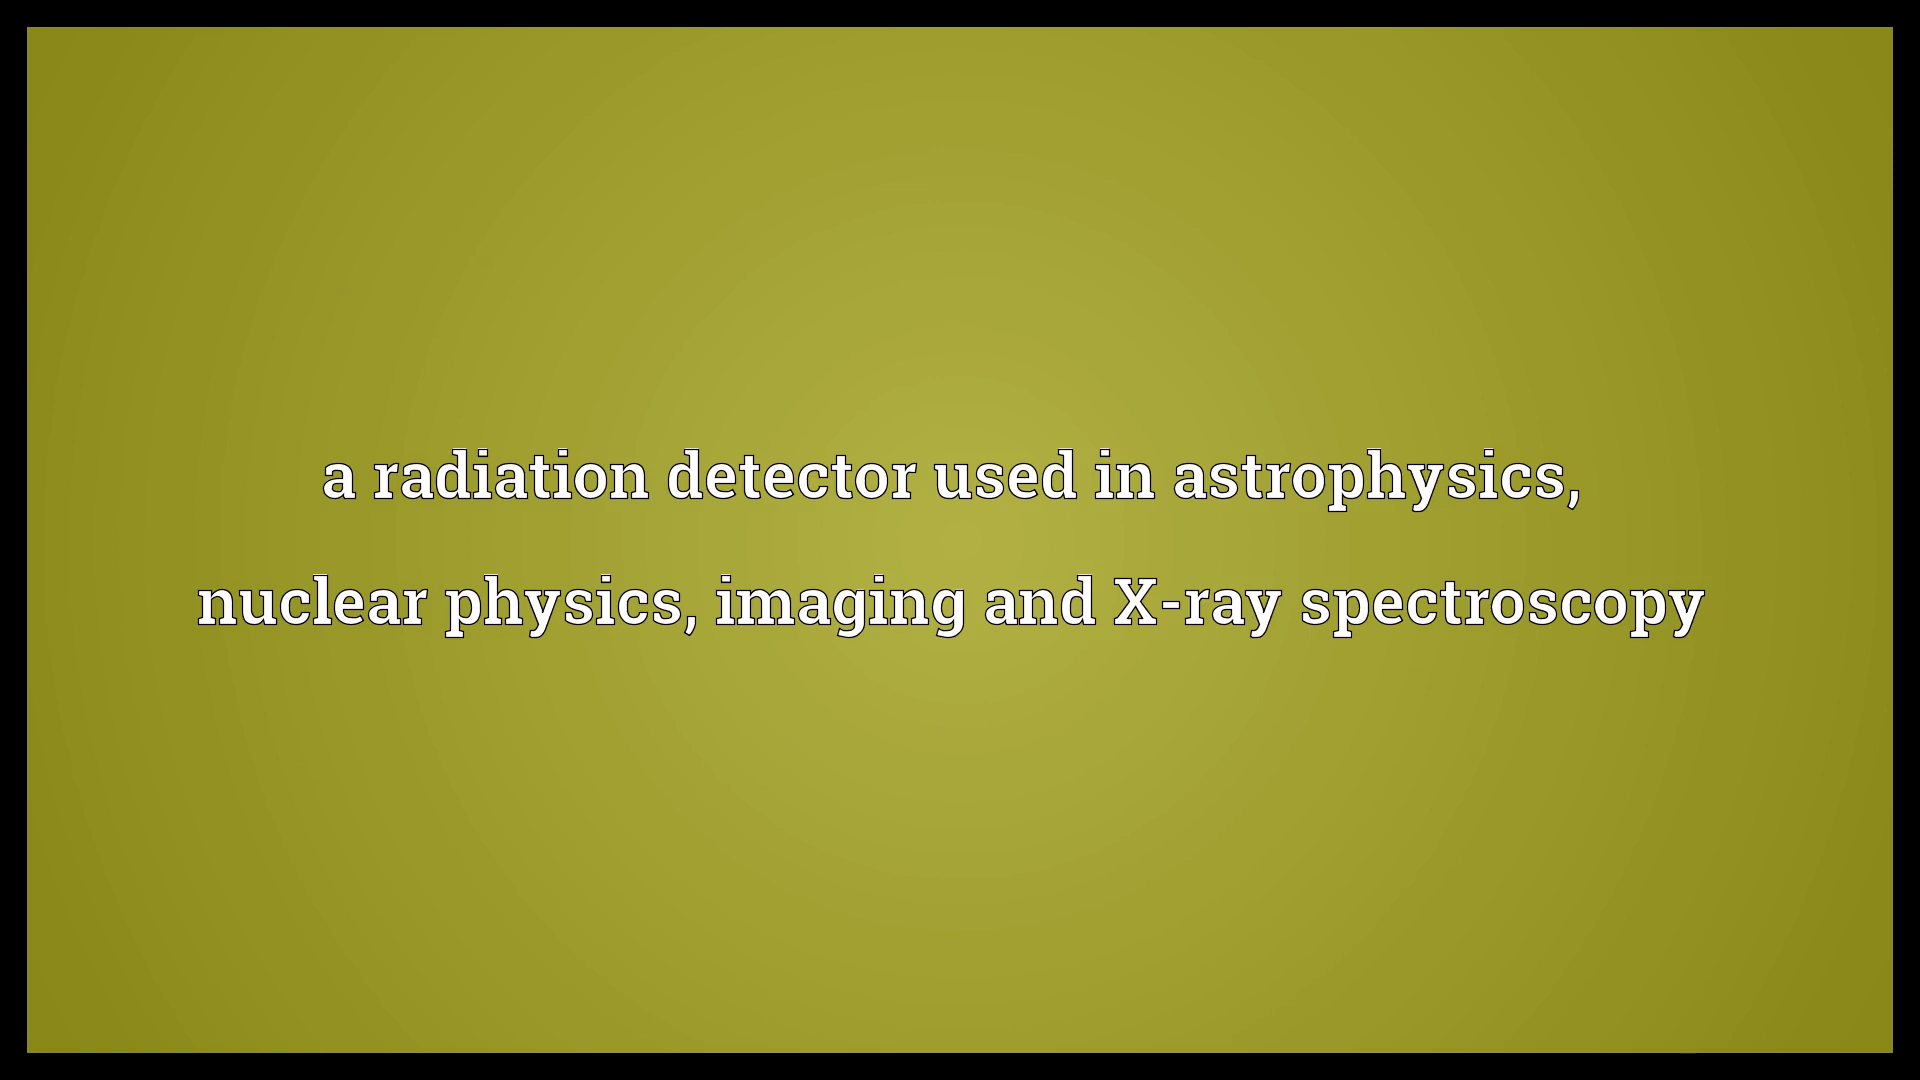 a radiation detector used in astrophysics,
nuclear physics, imaging and X-ray spectroscopy